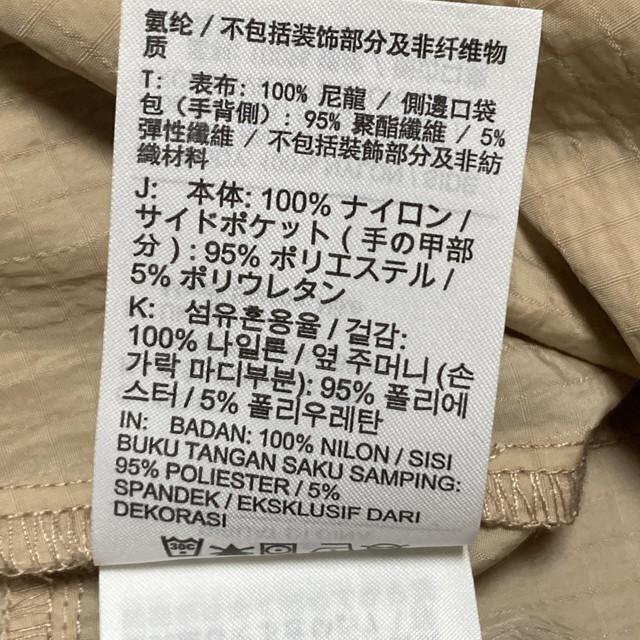 氨纶 / 不包括装饰部分及非纤维物
质
T: 表布: 100% 尼龍 / 側邊口袋
包（手背側）: 95% 聚酯纖維 / 5%
彈性纖維 / 不包括裝飾部分及非紡
織材料
J: 本体: 100% ナイロン /
サイドポケット ( 手の甲部
分 ) : 95% ポリエステル /
5% ポリウレタン
K: 섬유혼용율 / 겉감:
100% 나일론 / 옆 주머니 (손
가락 마디부분): 95% 폴리에
스터 / 5% 폴리우레탄
IN: BADAN: 100% NILON / SISI
BUKU TANGAN SAKU SAMPING:
95% POLIESTER / 5%
SPANDEK / EKSKLUSIF DARI
DEKORASI
30C